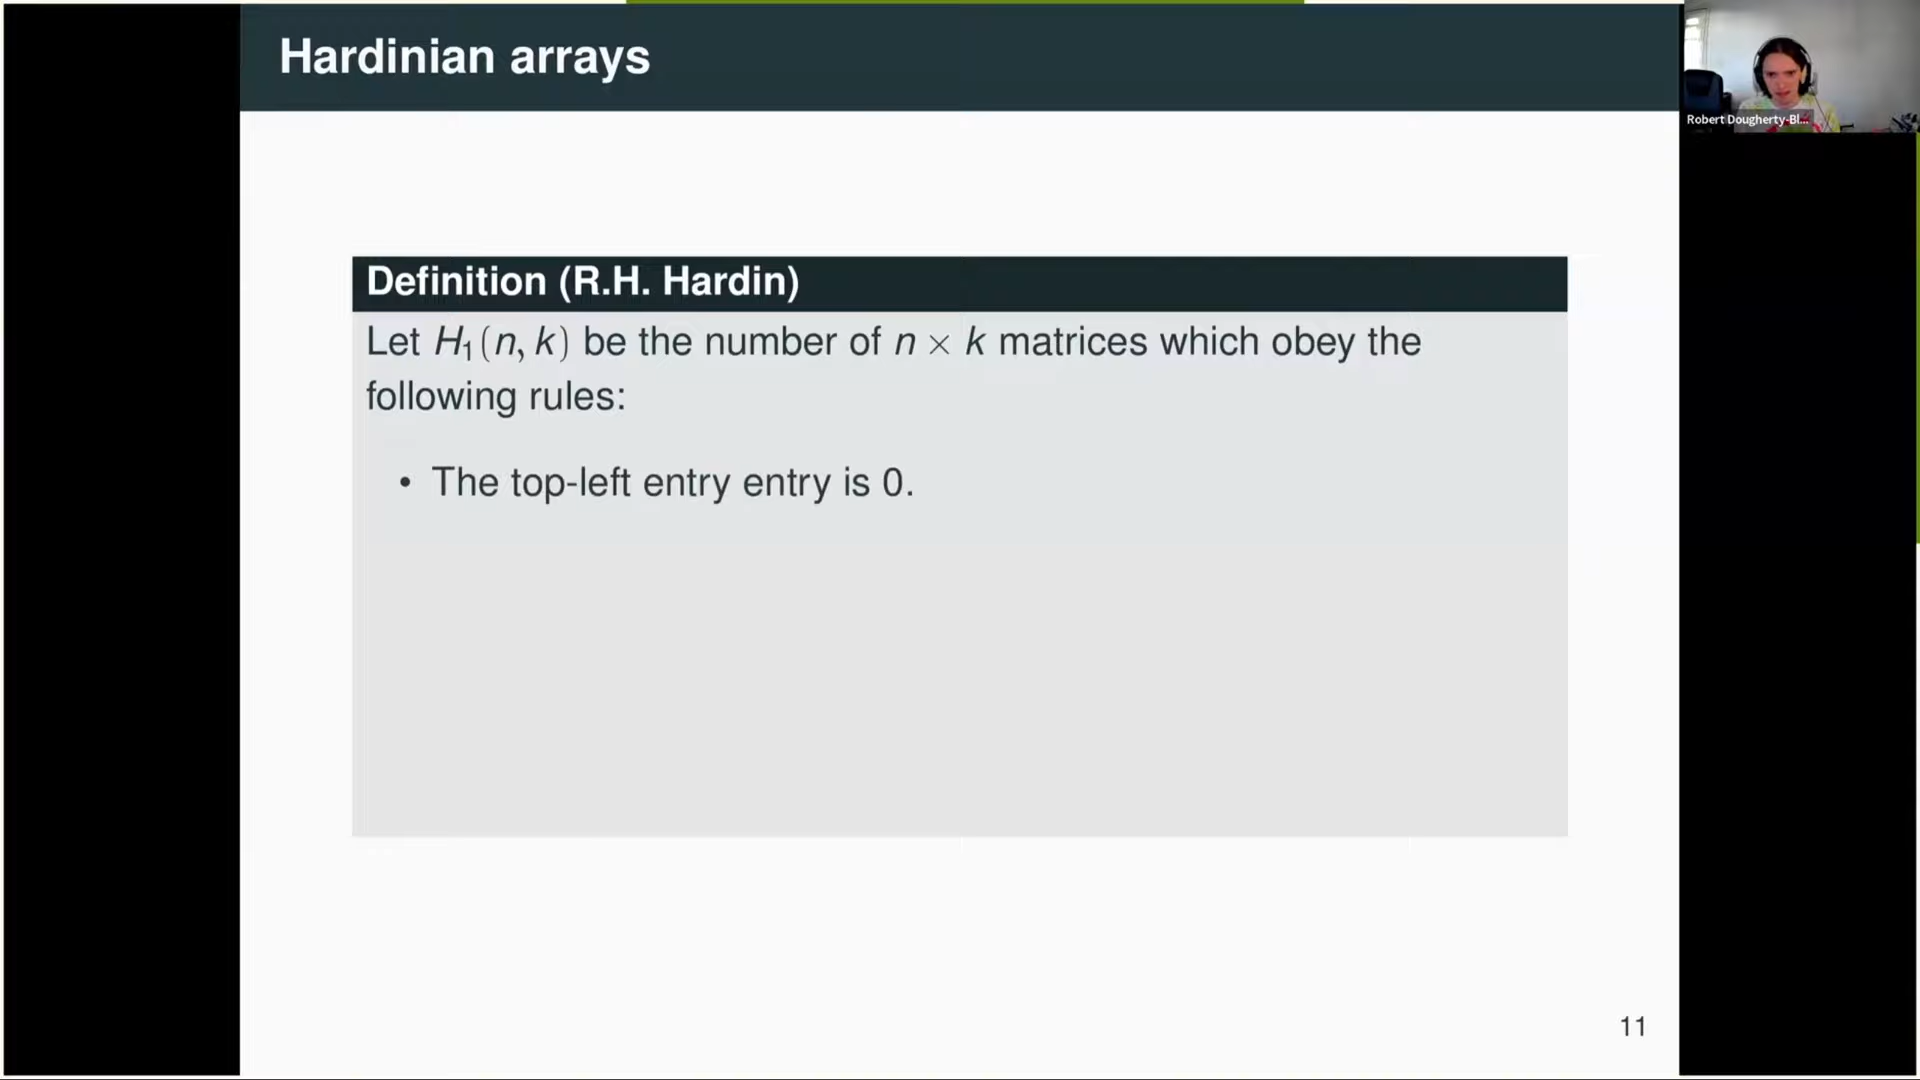 Hardinian arrays
Robert Dougherty-Bl...
Definition (R.H. Hardin)
Let H₁(n, k) be the number of n × k matrices which obey the
following rules:
• The top-left entry entry is 0.
11